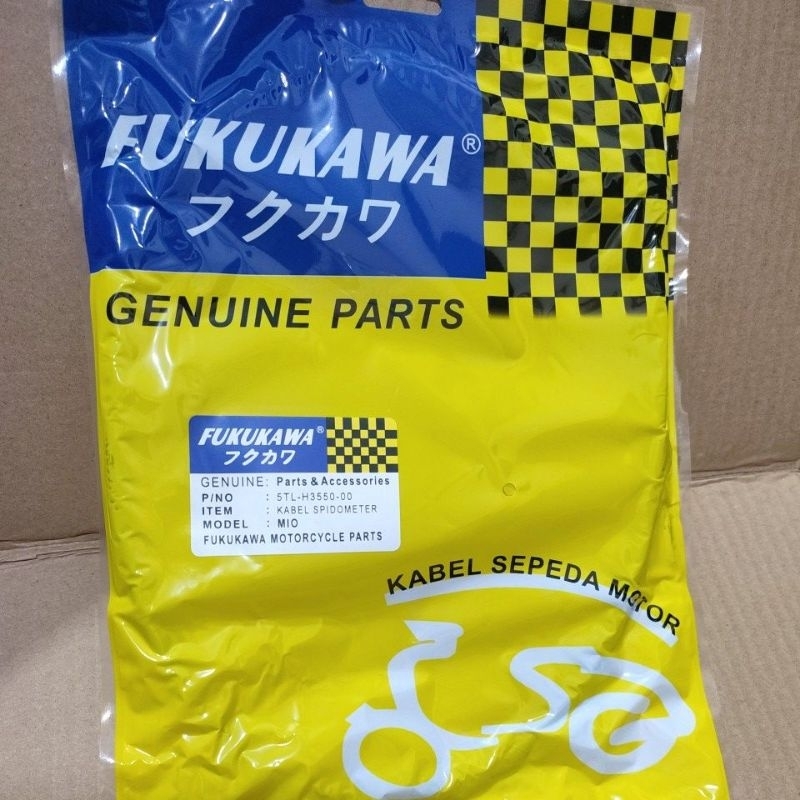 FUKUKAWA®
フクカワ
GENUINE PARTS
FUKUKAWA®
フクカワ
GENUINE: Parts & Accessories
P/NO : 5TL-H3550-00
ITEM : KABEL SPIDOMETER
MODEL : MIO
FUKUKAWA MOTORCYCLE PARTS
KABEL SEPEDA MOTOR